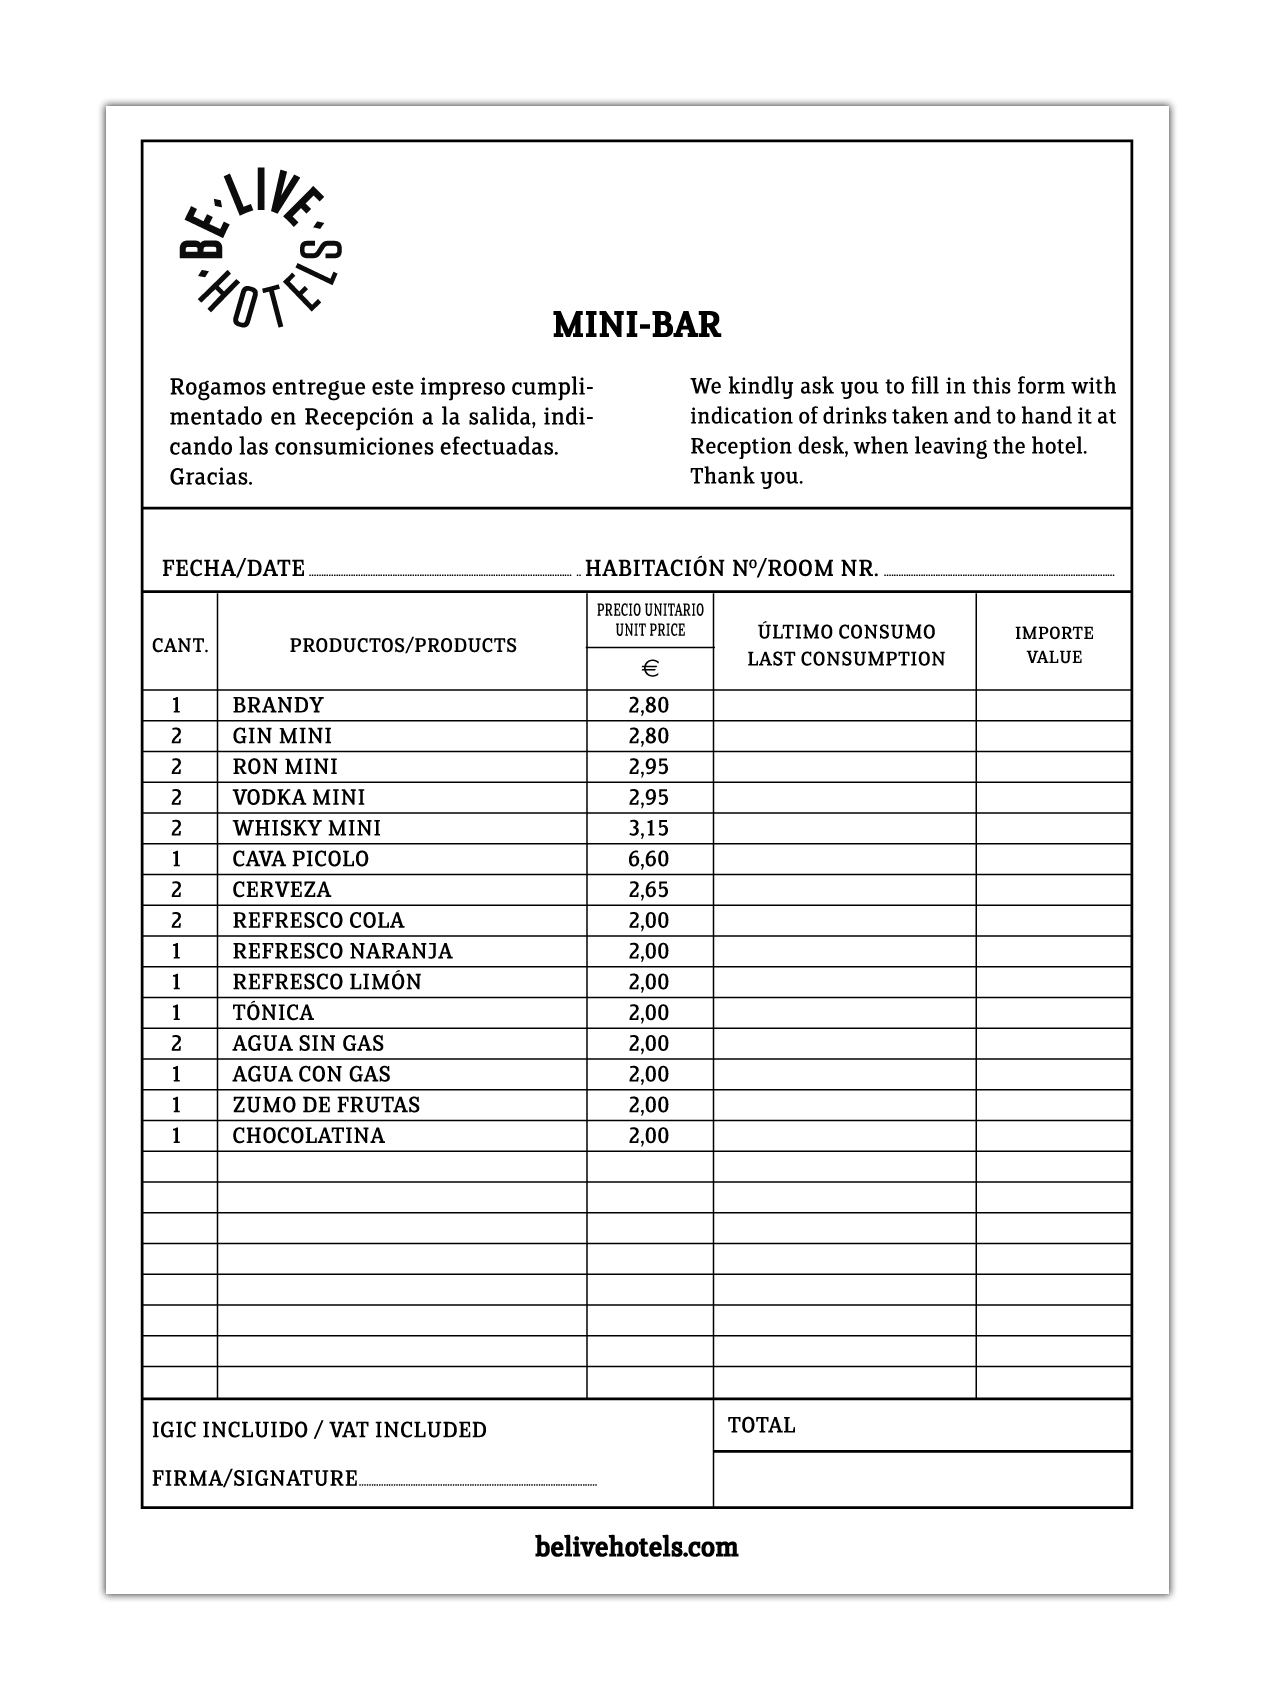 BE·LIVE·HOTELS·
MINI-BAR
Rogamos entregue este impreso cumpli-
mentado en Recepción a la salida, indi-
cando las consumiciones efectuadas.
Gracias.
We kindly ask you to fill in this form with
indication of drinks taken and to hand it at
Reception desk, when leaving the hotel.
Thank you.
FECHA/DATE HABITACIÓN Nº/ROOM NR.
CANT. PRODUCTOS/PRODUCTS PRECIO UNITARIO UNIT PRICE € ÚLTIMO CONSUMO LAST CONSUMPTION IMPORTE VALUE
1 BRANDY 2,80
2 GIN MINI 2,80
2 RON MINI 2,95
2 VODKA MINI 2,95
2 WHISKY MINI 3,15
1 CAVA PICOLO 6,60
2 CERVEZA 2,65
2 REFRESCO COLA 2,00
1 REFRESCO NARANJA 2,00
1 REFRESCO LIMÓN 2,00
1 TÓNICA 2,00
2 AGUA SIN GAS 2,00
1 AGUA CON GAS 2,00
1 ZUMO DE FRUTAS 2,00
1 CHOCOLATINA 2,00
IGIC INCLUIDO / VAT INCLUDED
TOTAL
FIRMA/SIGNATURE
belivehotels.com